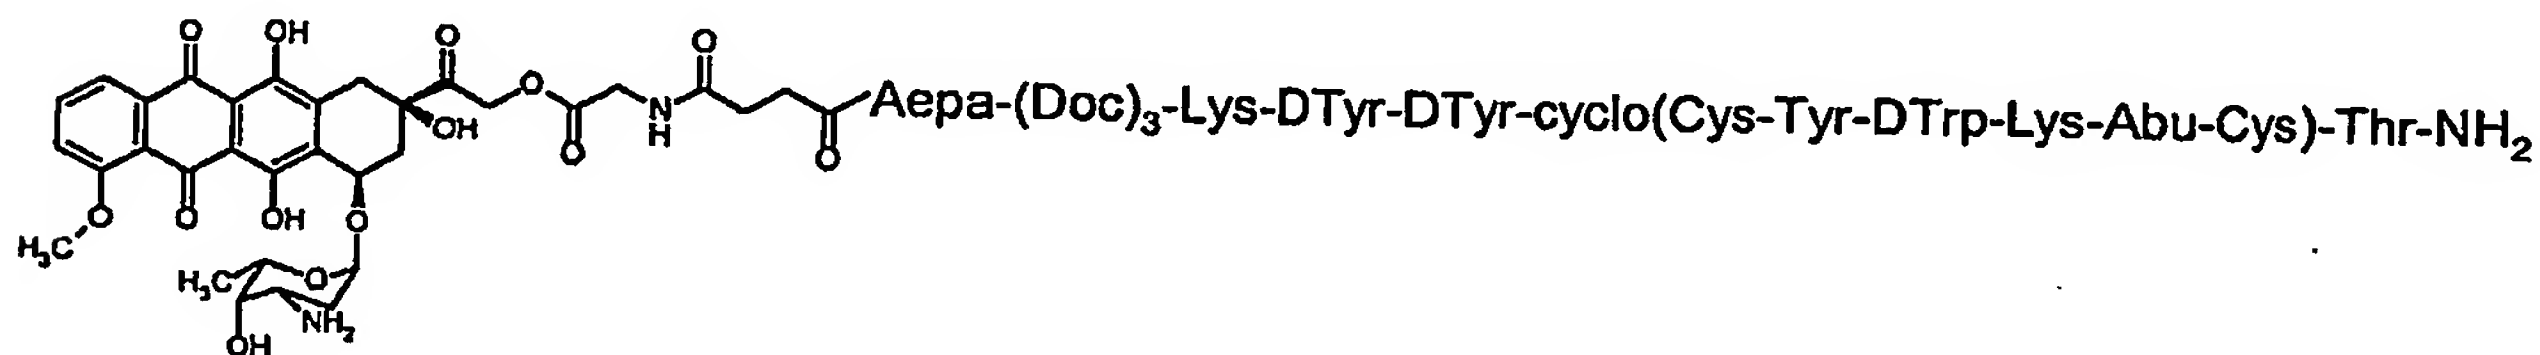 O OH O O
O Aepa-(Doc)₃-Lys-DTyr-DTyr-cyclo(Cys-Tyr-DTrp-Lys-Abu-Cys)-Thr-NH₂
OH O N H O
O O OH O
H₃C
H₃C O
NH₂
OH